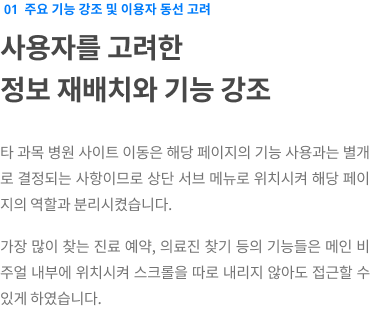 01 주요 기능 강조 및 이용자 동선 고려
사용자를 고려한
정보 재배치와 기능 강조
타 과목 병원 사이트 이동은 해당 페이지의 기능 사용과는 별개
로 결정되는 사항이므로 상단 서브 메뉴로 위치시켜 해당 페이
지의 역할과 분리시켰습니다.
가장 많이 찾는 진료 예약, 의료진 찾기 등의 기능들은 메인 비
주얼 내부에 위치시켜 스크롤을 따로 내리지 않아도 접근할 수
있게 하였습니다.